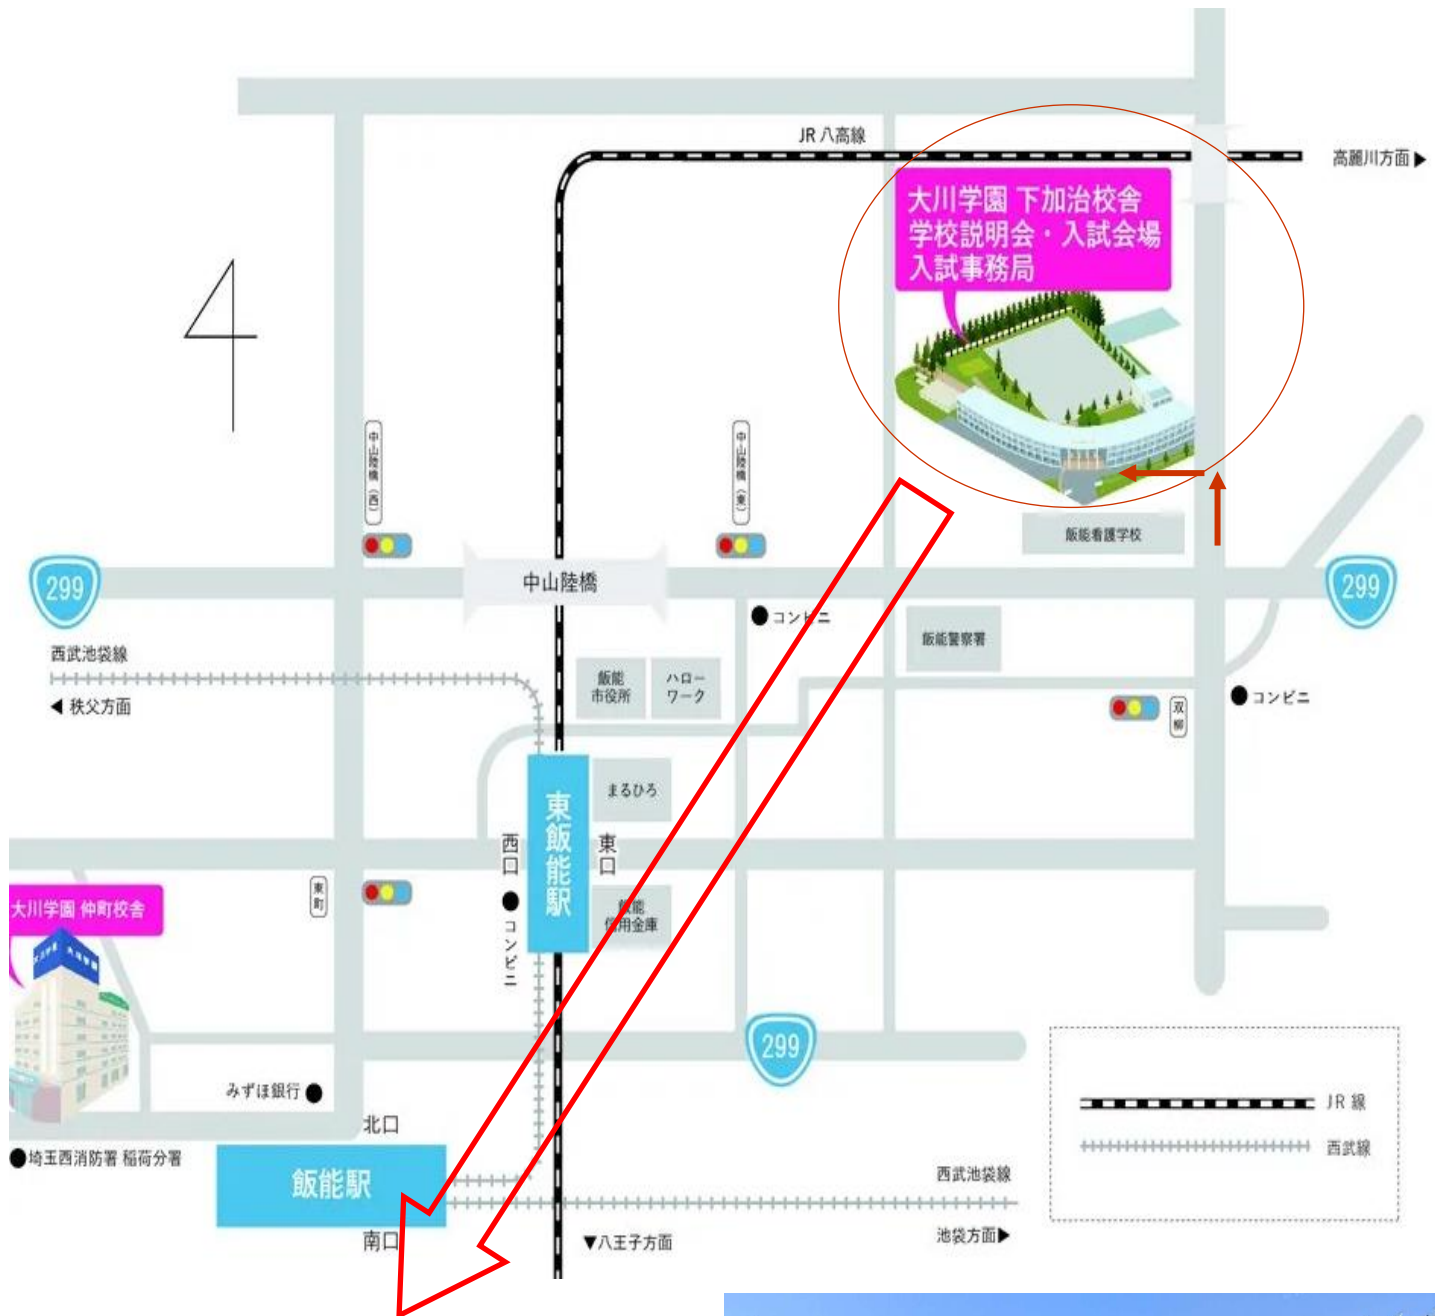 JR 八高線
高麗川方面▶
大川学園 下加治校舎
学校説明会・入試会場
入試事務局
4
中山陸橋(西)
中山陸橋(東)
飯能看護学校
299
中山陸橋
299
コンビニ
飯能警察署
西武池袋線
◀ 秩父方面
飯能
市役所
ハロー
ワーク
コンビニ
双柳
まるひろ
東飯能駅
西口
東口
大川学園 仲町校舎
東町
飯能
信用金庫
コンビニ
大川学園
299
みずほ銀行
北口
埼玉西消防署 稲荷分署
飯能駅
南口
JR 線
西武線
西武池袋線
池袋方面▶
▼八王子方面